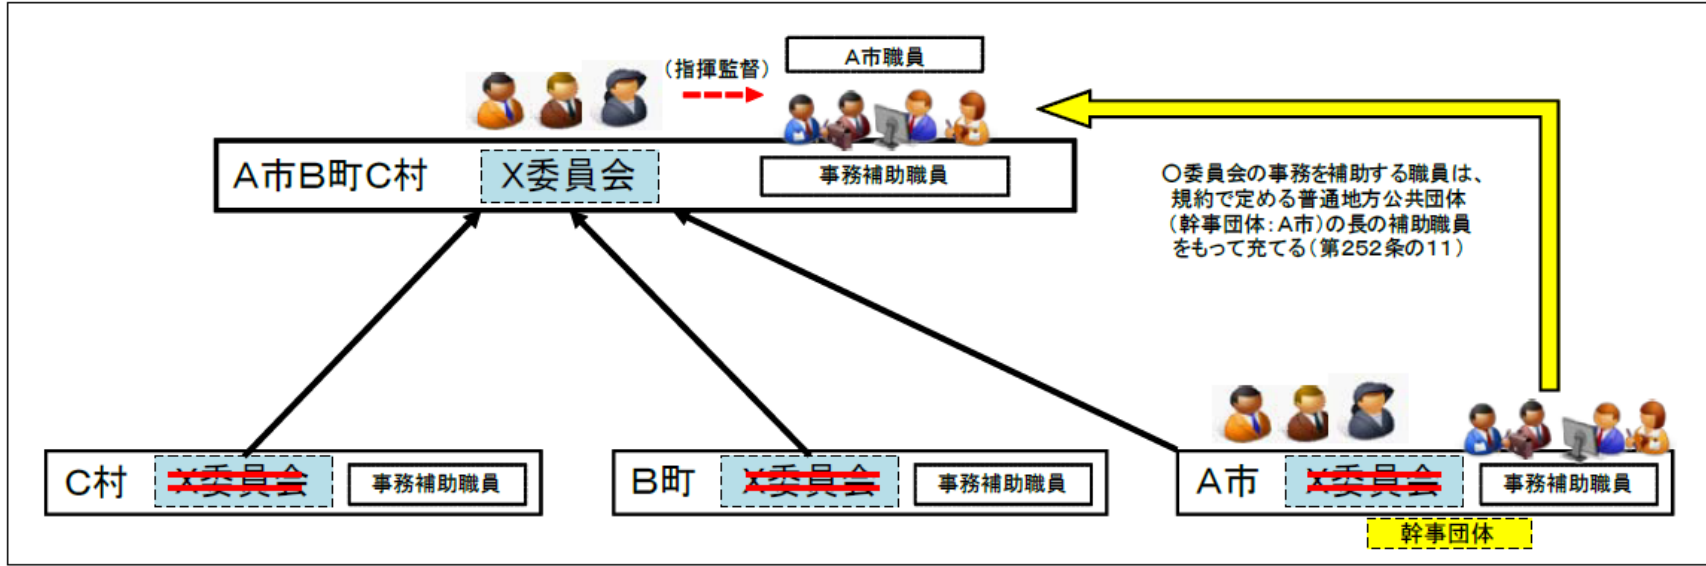 A市職員
(指揮監督)
A市B町C村
X委員会
事務補助職員
○委員会の事務を補助する職員は、
規約で定める普通地方公共団体
(幹事団体:A市)の長の補助職員
をもって充てる(第252条の11)
C村
X委員会
事務補助職員
B町
X委員会
事務補助職員
A市
X委員会
事務補助職員
幹事団体